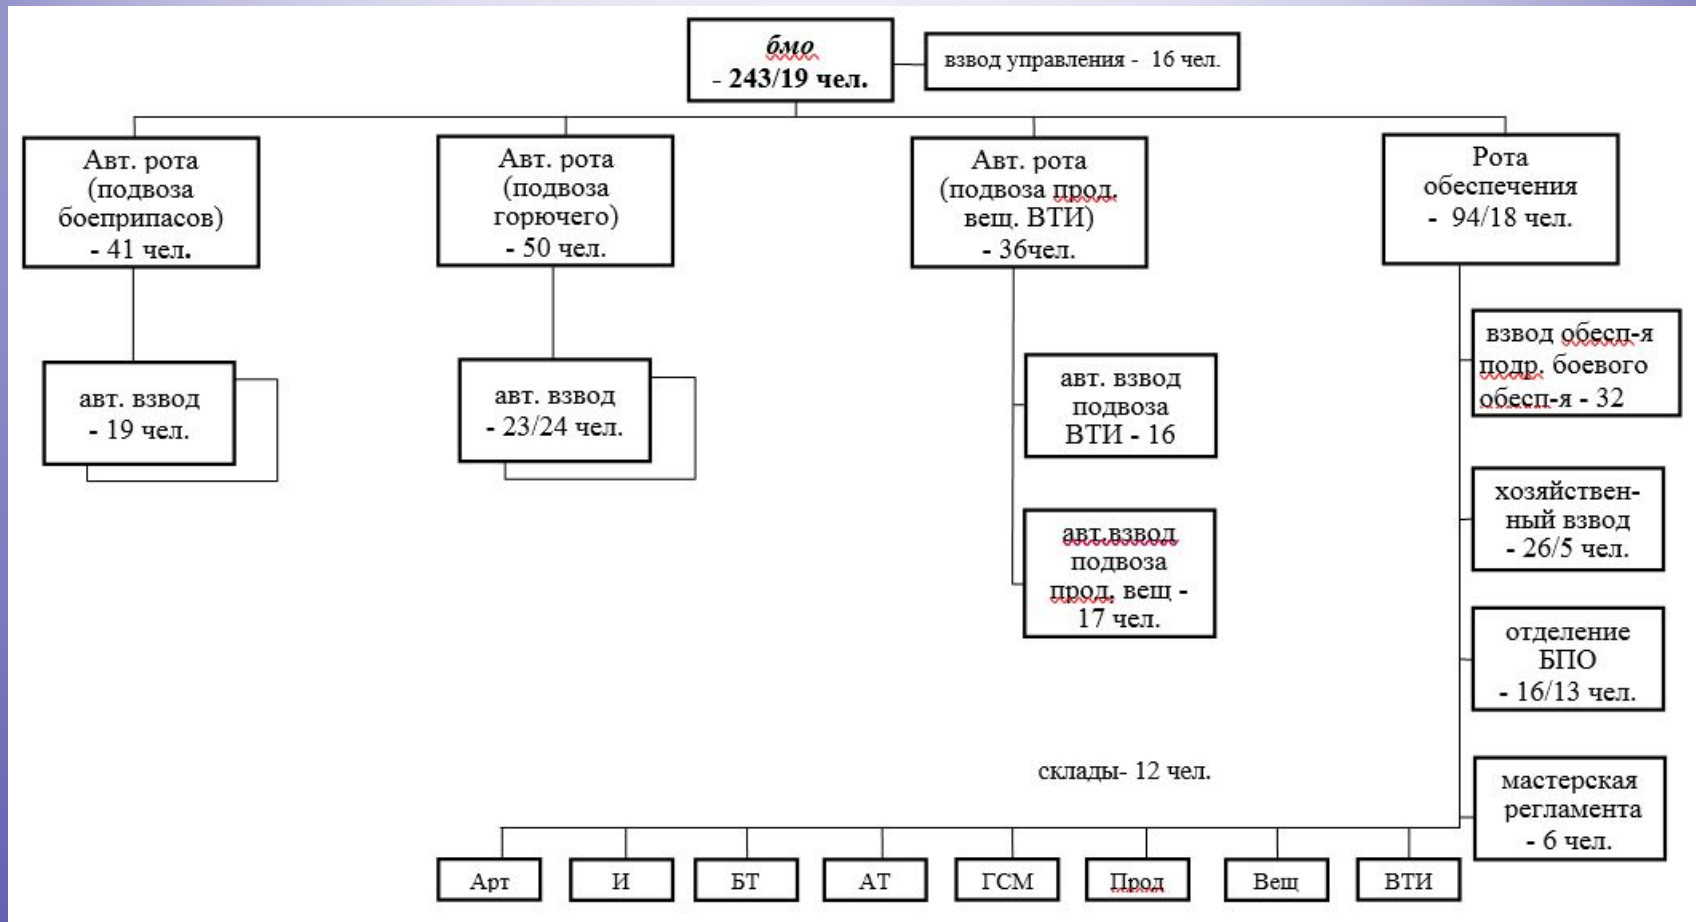 бмо
- 243/19 чел.
взвод управления - 16 чел.
Авт. рота
(подвоза
боеприпасов)
- 41 чел.
Авт. рота
(подвоза
горючего)
- 50 чел.
Авт. рота
(подвоза прод.
вещ. ВТИ)
- 36чел.
Рота
обеспечения
- 94/18 чел.
авт. взвод
- 19 чел.
авт. взвод
- 23/24 чел.
авт. взвод
подвоза
ВТИ - 16
авт.взвод
подвоза
прод. вещ -
17 чел.
взвод обесп-я
подр. боевого
обесп-я - 32
хозяйствен-
ный взвод
- 26/5 чел.
отделение
БПО
- 16/13 чел.
мастерская
регламента
- 6 чел.
склады- 12 чел.
Арт
И
БТ
АТ
ГСМ
Прод
Вещ
ВТИ